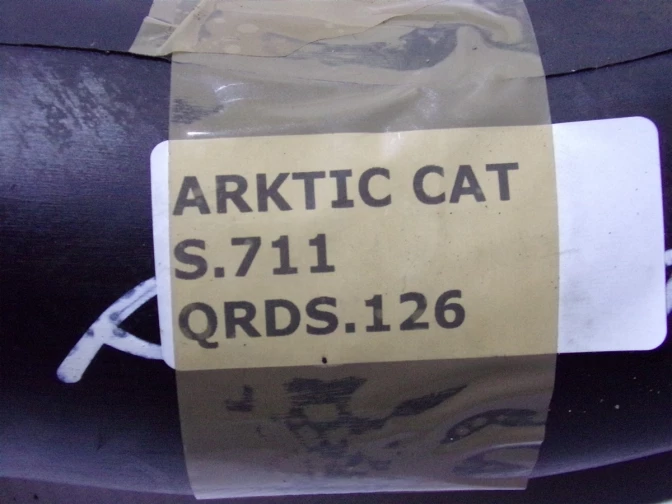 ARKTIC CAT
S.711
QRDS.126